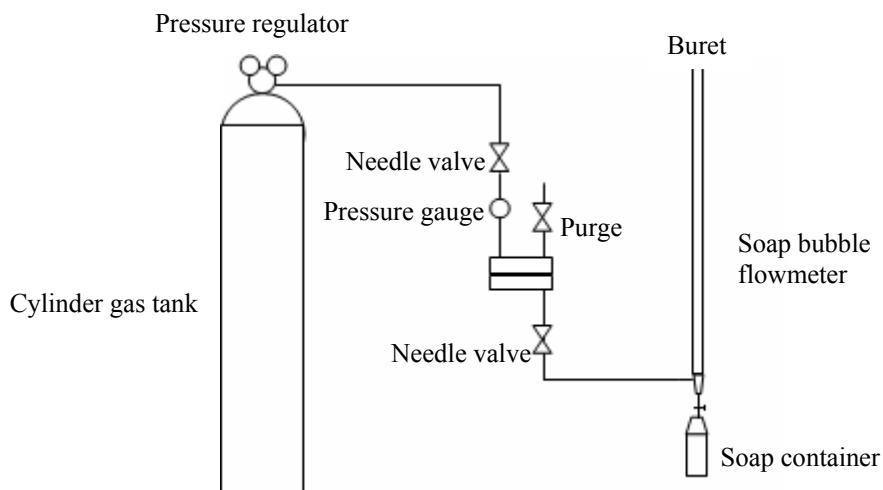 Pressure regulator
Buret
Needle valve
Pressure gauge
Purge
Soap bubble
flowmeter
Cylinder gas tank
Needle valve
Soap container